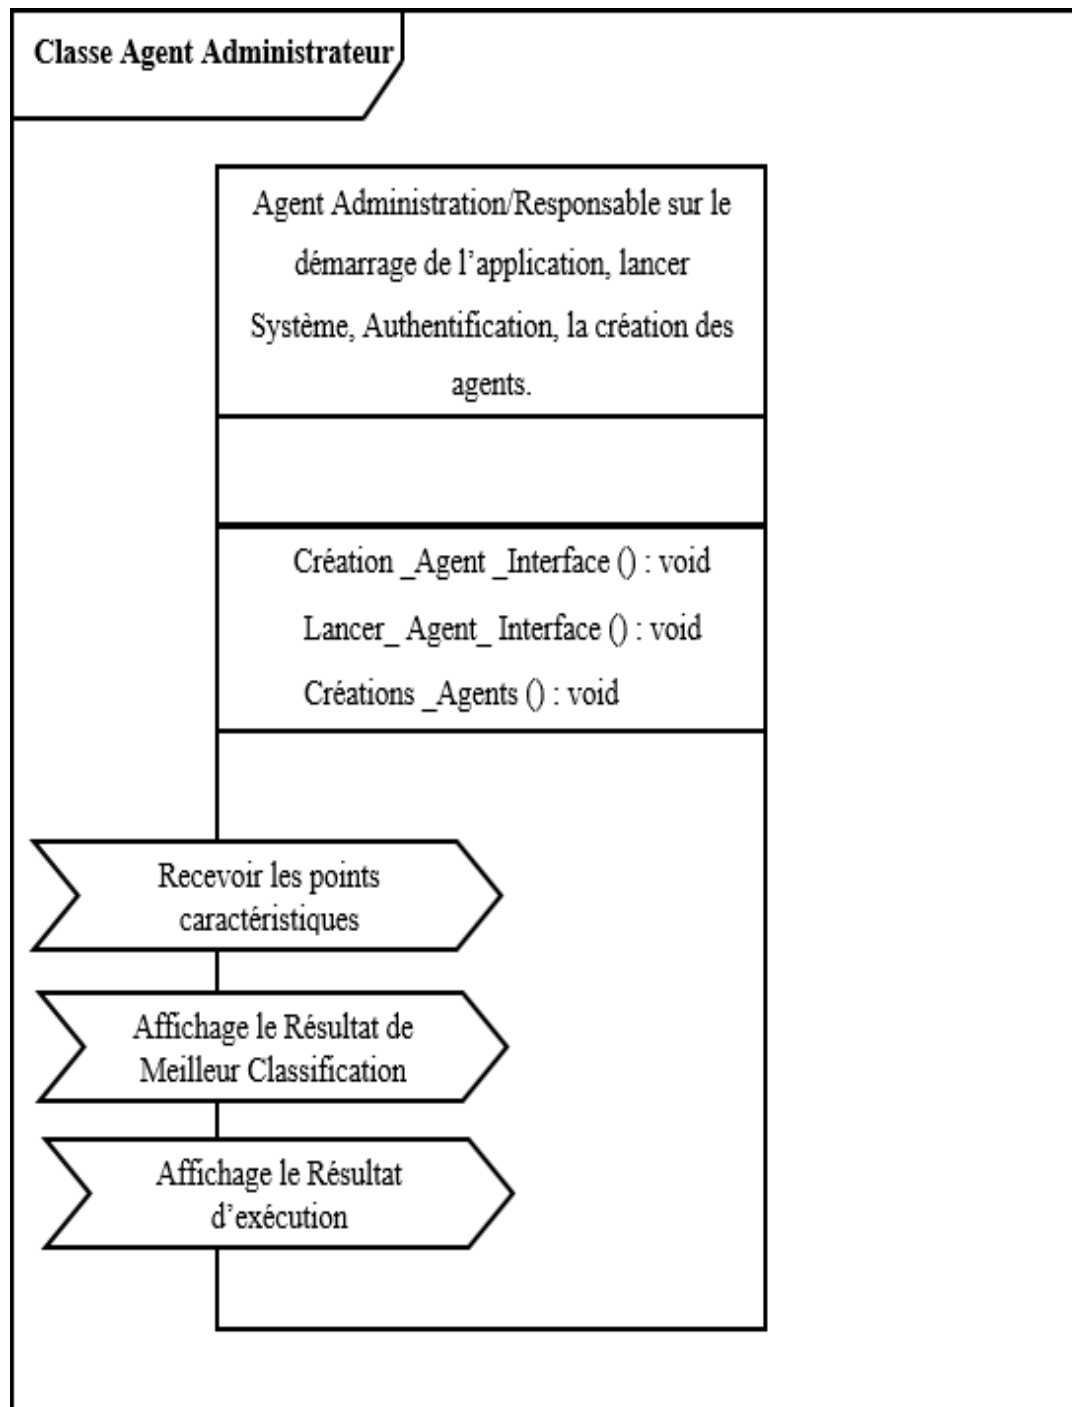 Classe Agent Administrateur
Agent Administration/Responsable sur le
démarrage de l’application, lancer
Système, Authentification, la création des
agents.
Création _Agent _Interface () : void
Lancer_ Agent_ Interface () : void
Créations _Agents () : void
Recevoir les points
caractéristiques
Affichage le Résultat de
Meilleur Classification
Affichage le Résultat
d’exécution